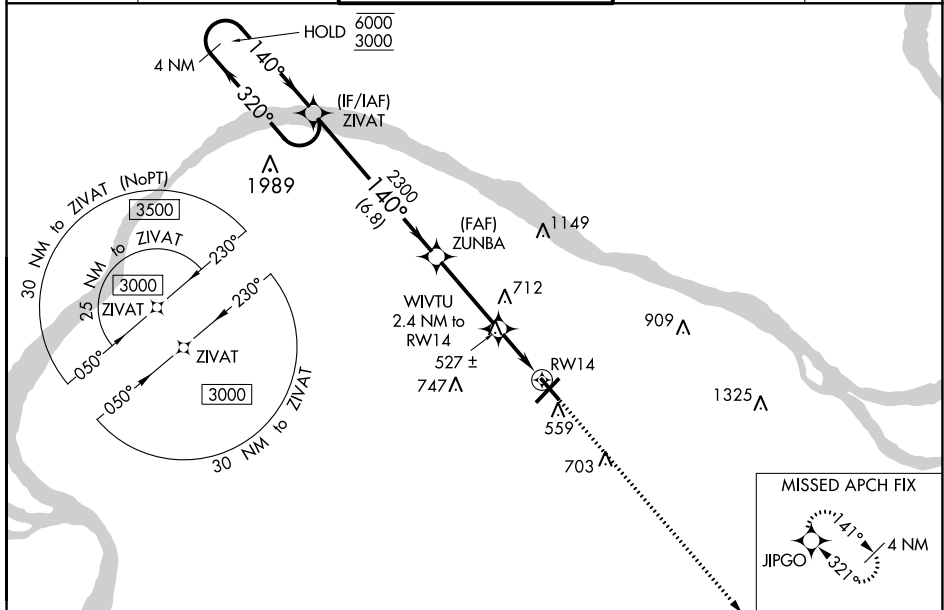 HOLD
6000
3000
4 NM
140°
320°
(IF/IAF)
ZIVAT
1989
2300
140°
(6.8)
(FAF)
ZUNBA
1149
30 NM to ZIVAT (NoPT)
3500
25 NM to ZIVAT
3000
ZIVAT
230°
050°
230°
ZIVAT
050°
3000
30 NM to ZIVAT
712
WIVTU
2.4 NM to
RW14
527 ±
909
747
RW14
1325
559
703
MISSED APCH FIX
141°
4 NM
JIPGO
321°